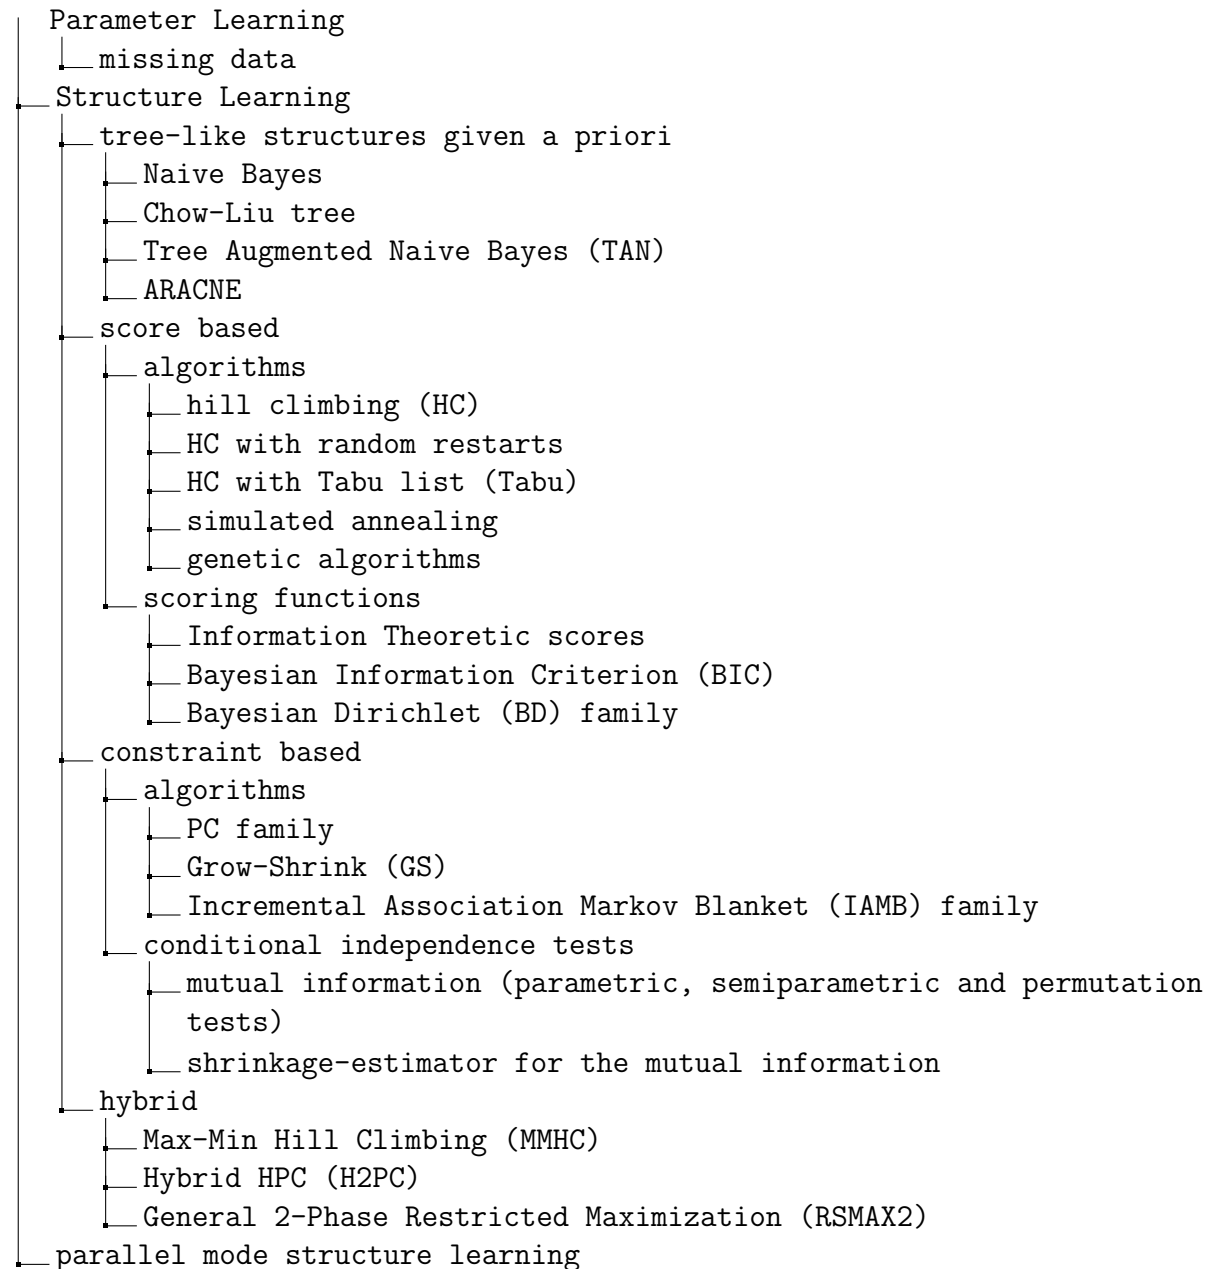 Parameter Learning
missing data
Structure Learning
tree-like structures given a priori
Naive Bayes
Chow-Liu tree
Tree Augmented Naive Bayes (TAN)
ARACNE
score based
algorithms
hill climbing (HC)
HC with random restarts
HC with Tabu list (Tabu)
simulated annealing
genetic algorithms
scoring functions
Information Theoretic scores
Bayesian Information Criterion (BIC)
Bayesian Dirichlet (BD) family
constraint based
algorithms
PC family
Grow-Shrink (GS)
Incremental Association Markov Blanket (IAMB) family
conditional independence tests
mutual information (parametric, semiparametric and permutation
tests)
shrinkage-estimator for the mutual information
hybrid
Max-Min Hill Climbing (MMHC)
Hybrid HPC (H2PC)
General 2-Phase Restricted Maximization (RSMAX2)
parallel mode structure learning